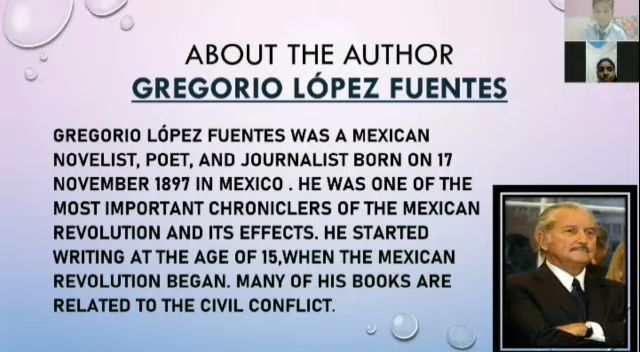 ABOUT THE AUTHOR
GREGORIO LÓPEZ FUENTES
GREGORIO LÓPEZ FUENTES WAS A MEXICAN
NOVELIST, POET, AND JOURNALIST BORN ON 17
NOVEMBER 1897 IN MEXICO . HE WAS ONE OF THE
MOST IMPORTANT CHRONICLERS OF THE MEXICAN
REVOLUTION AND ITS EFFECTS. HE STARTED
WRITING AT THE AGE OF 15,WHEN THE MEXICAN
REVOLUTION BEGAN. MANY OF HIS BOOKS ARE
RELATED TO THE CIVIL CONFLICT.